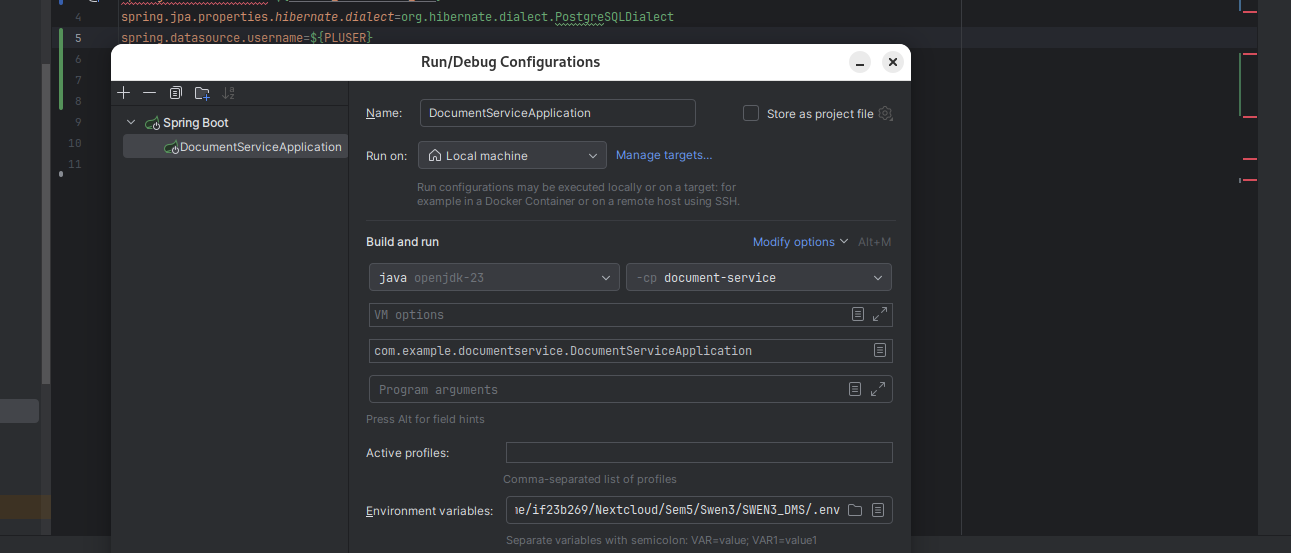 4 spring.jpa.properties.hibernate.dialect=org.hibernate.dialect.PostgreSQLDialect
5 spring.datasource.username=${PLUSER}
6
7
8
9
10
11
Run/Debug Configurations
Spring Boot
DocumentServiceApplication
Name: DocumentServiceApplication Store as project file
Run on: Local machine Manage targets...
Run configurations may be executed locally or on a target: for
example in a Docker Container or on a remote host using SSH.
Build and run Modify options Alt+M
java openjdk-23 -cp document-service
VM options
com.example.documentservice.DocumentServiceApplication
Program arguments
Press Alt for field hints
Active profiles:
Comma-separated list of profiles
Environment variables: ne/if23b269/Nextcloud/Sem5/Swen3/SWEN3_DMS/.env
Separate variables with semicolon: VAR=value; VAR1=value1